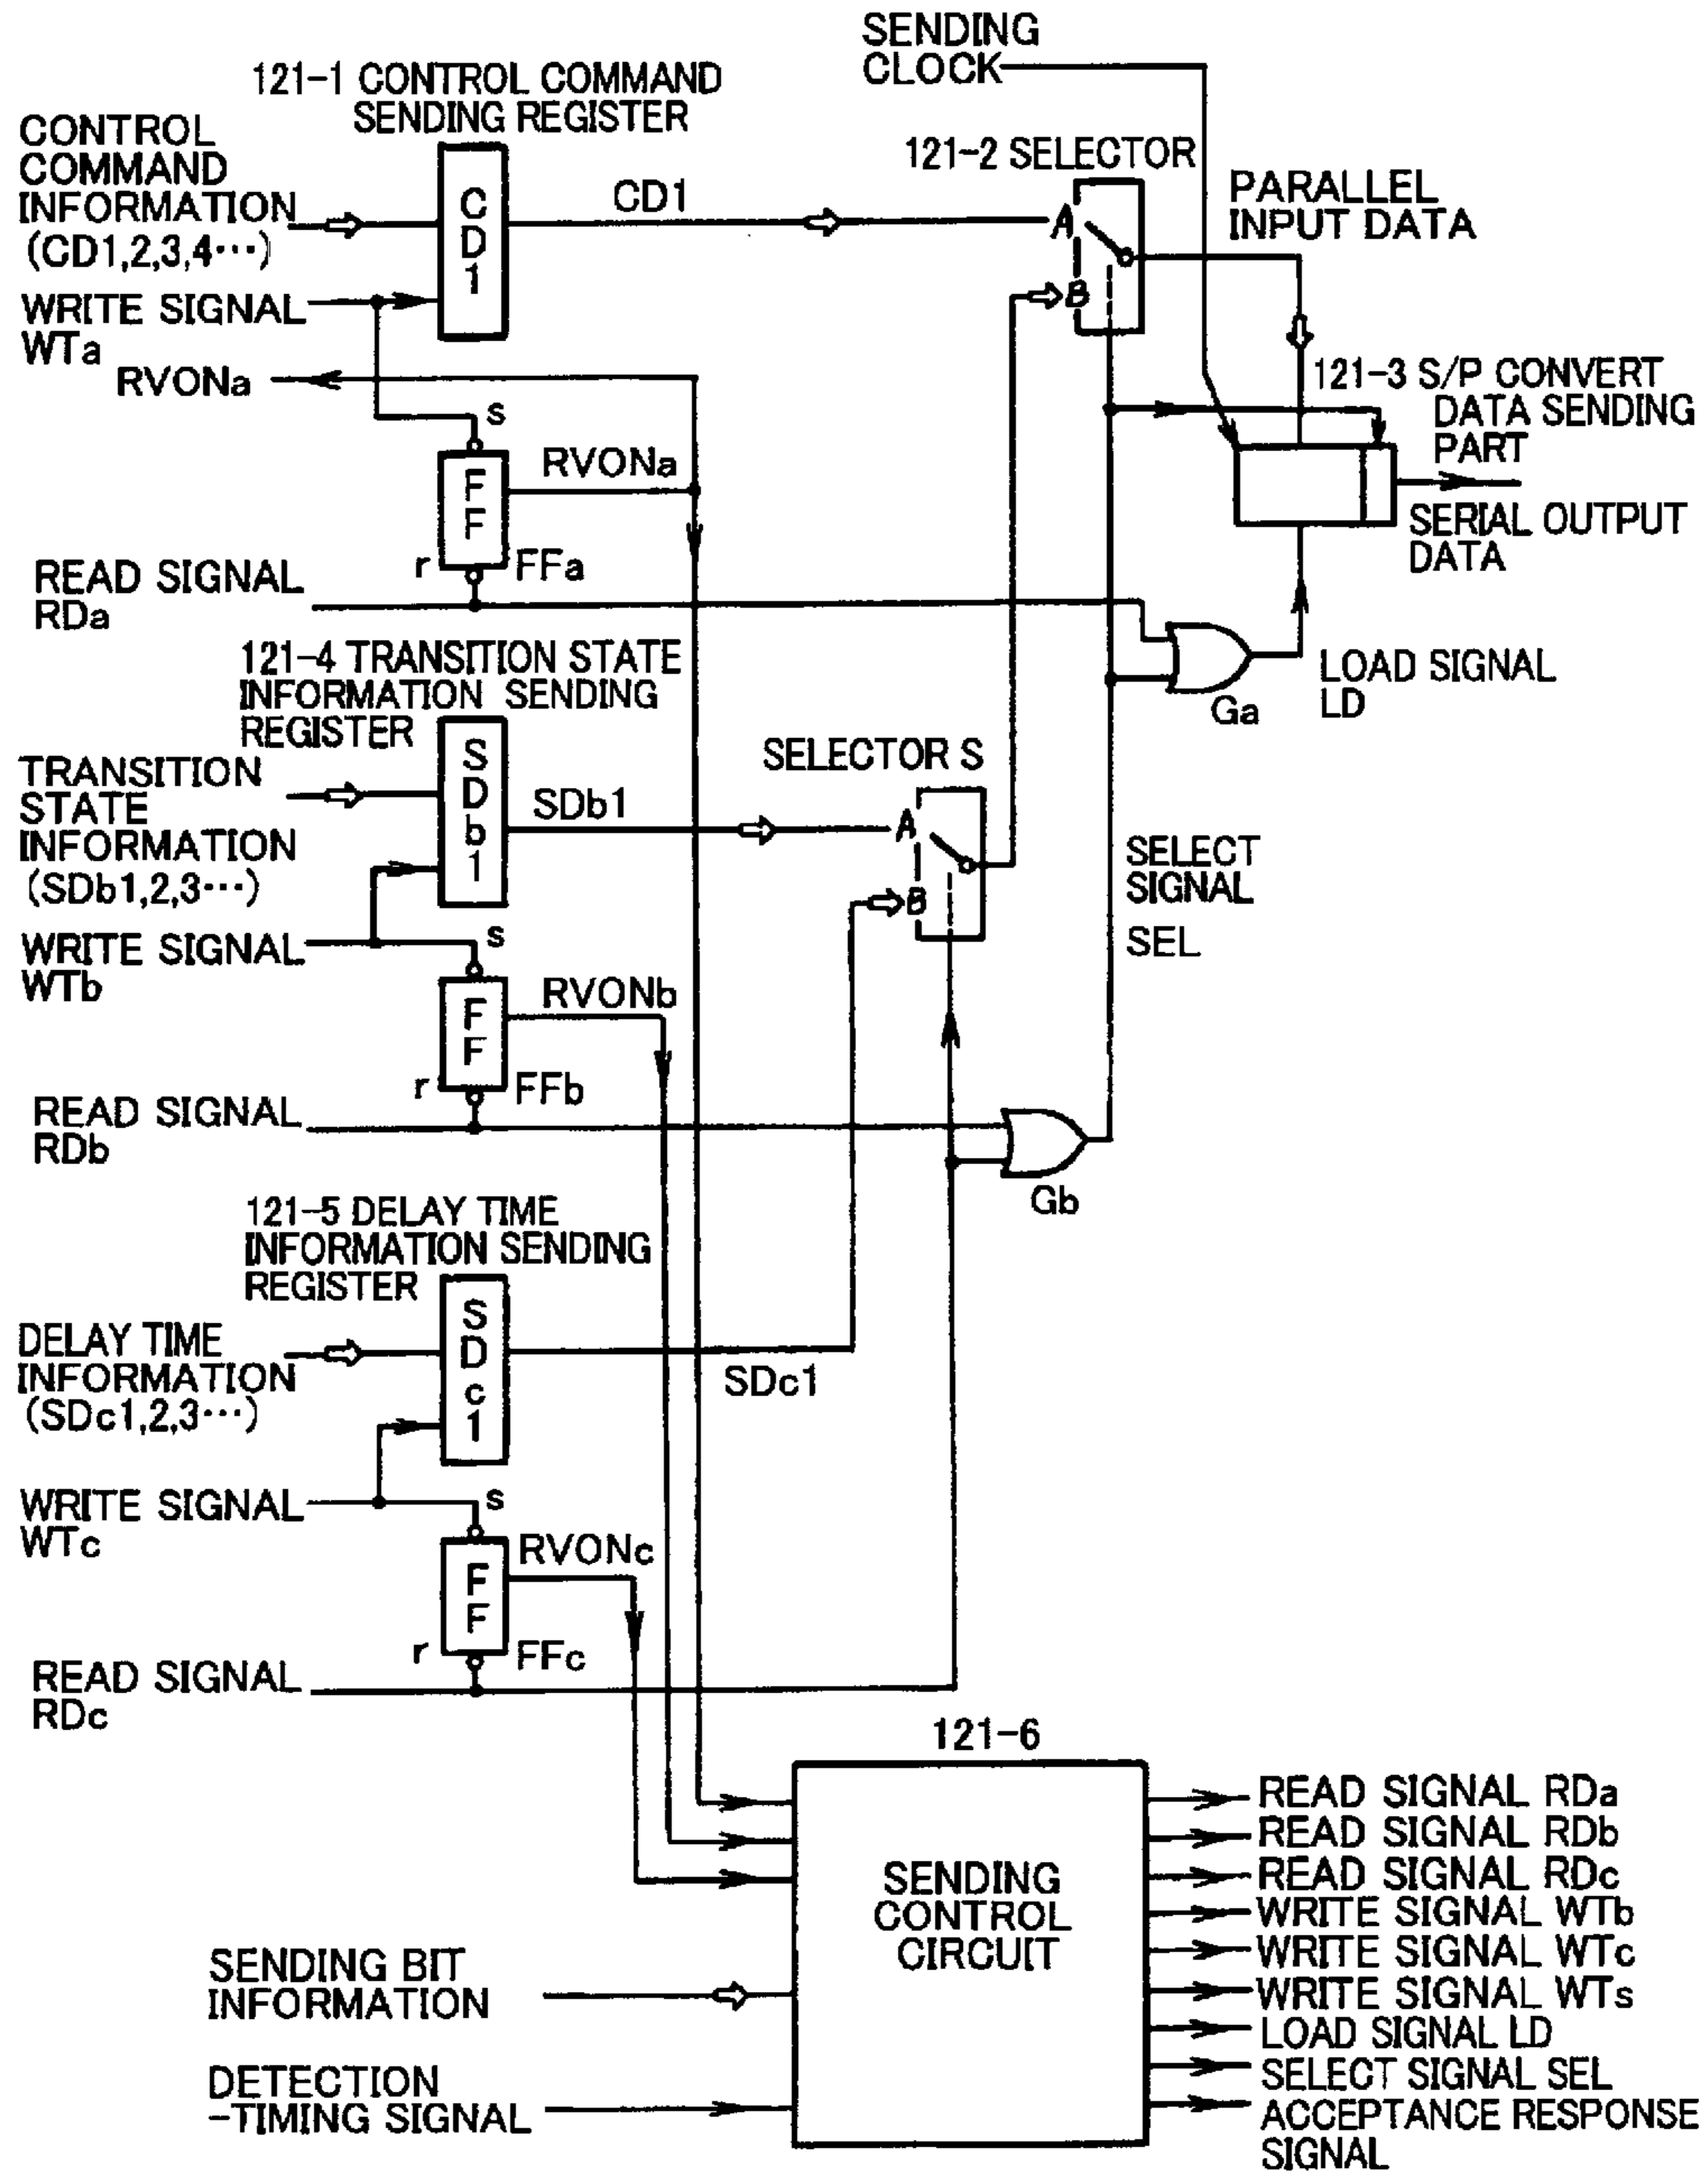 SENDING
CLOCK
121-1 CONTROL COMMAND
SENDING REGISTER
CONTROL
COMMAND
INFORMATION
(CD1,2,3,4···)
C
D
1
CD1
121-2 SELECTOR
A
B
PARALLEL
INPUT DATA
WRITE SIGNAL
WTa
RVONa
s
F
F
RVONa
r
FFa
121-3 S/P CONVERT
DATA SENDING
PART
SERIAL OUTPUT
DATA
READ SIGNAL
RDa
Ga
LOAD SIGNAL
LD
121-4 TRANSITION STATE
INFORMATION SENDING
REGISTER
TRANSITION
STATE
INFORMATION
(SDb1,2,3···)
S
D
b
1
SDb1
SELECTOR S
A
B
SELECT
SIGNAL
SEL
WRITE SIGNAL
WTb
s
F
F
RVONb
r
FFb
READ SIGNAL
RDb
Gb
121-5 DELAY TIME
INFORMATION SENDING
REGISTER
DELAY TIME
INFORMATION
(SDc1,2,3···)
S
D
c
1
SDc1
WRITE SIGNAL
WTc
s
F
F
RVONc
r
FFc
READ SIGNAL
RDc
121-6
SENDING
CONTROL
CIRCUIT
SENDING BIT
INFORMATION
DETECTION
-TIMING SIGNAL
READ SIGNAL RDa
READ SIGNAL RDb
READ SIGNAL RDc
WRITE SIGNAL WTb
WRITE SIGNAL WTc
WRITE SIGNAL WTs
LOAD SIGNAL LD
SELECT SIGNAL SEL
ACCEPTANCE RESPONSE
SIGNAL